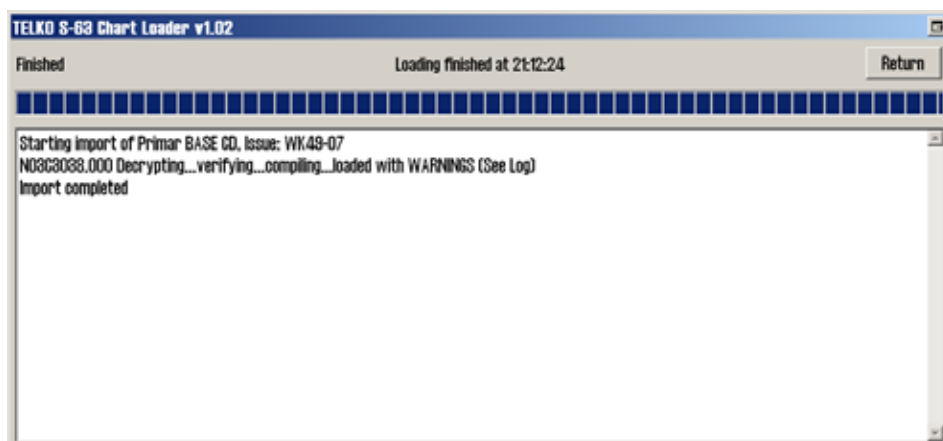 TELKO S-63 Chart Loader v1.02
Finished Loading finished at 21:12:24 Return
Starting import of Primar BASE CD, Issue: WK49-07
NO3C3038.000 Decrypting...verifying...compiling...loaded with WARNINGS (See Log)
Import completed